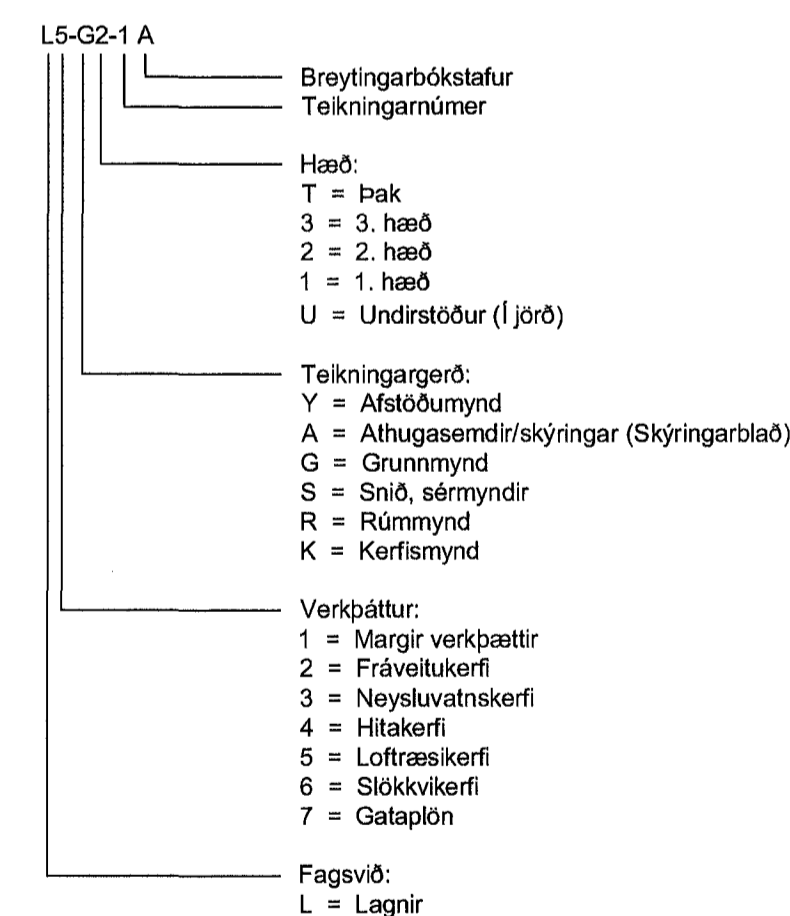 L5-G2-1 A
Breytingarbókstafur
Teikningarnúmer
Hæð:
T = Þak
3 = 3. hæð
2 = 2. hæð
1 = 1. hæð
U = Undirstöður (Í jörð)
Teikningargerð:
Y = Afstöðumynd
A = Athugasemdir/skýringar (Skýringarblað)
G = Grunnmynd
S = Snið, sérmyndir
R = Rúmmynd
K = Kerfismynd
Verkþáttur:
1 = Margir verkþættir
2 = Fráveitukerfi
3 = Neysluvatnskerfi
4 = Hitakerfi
5 = Loftræsikerfi
6 = Slökkvikerfi
7 = Gataplön
Fagsvið:
L = Lagnir